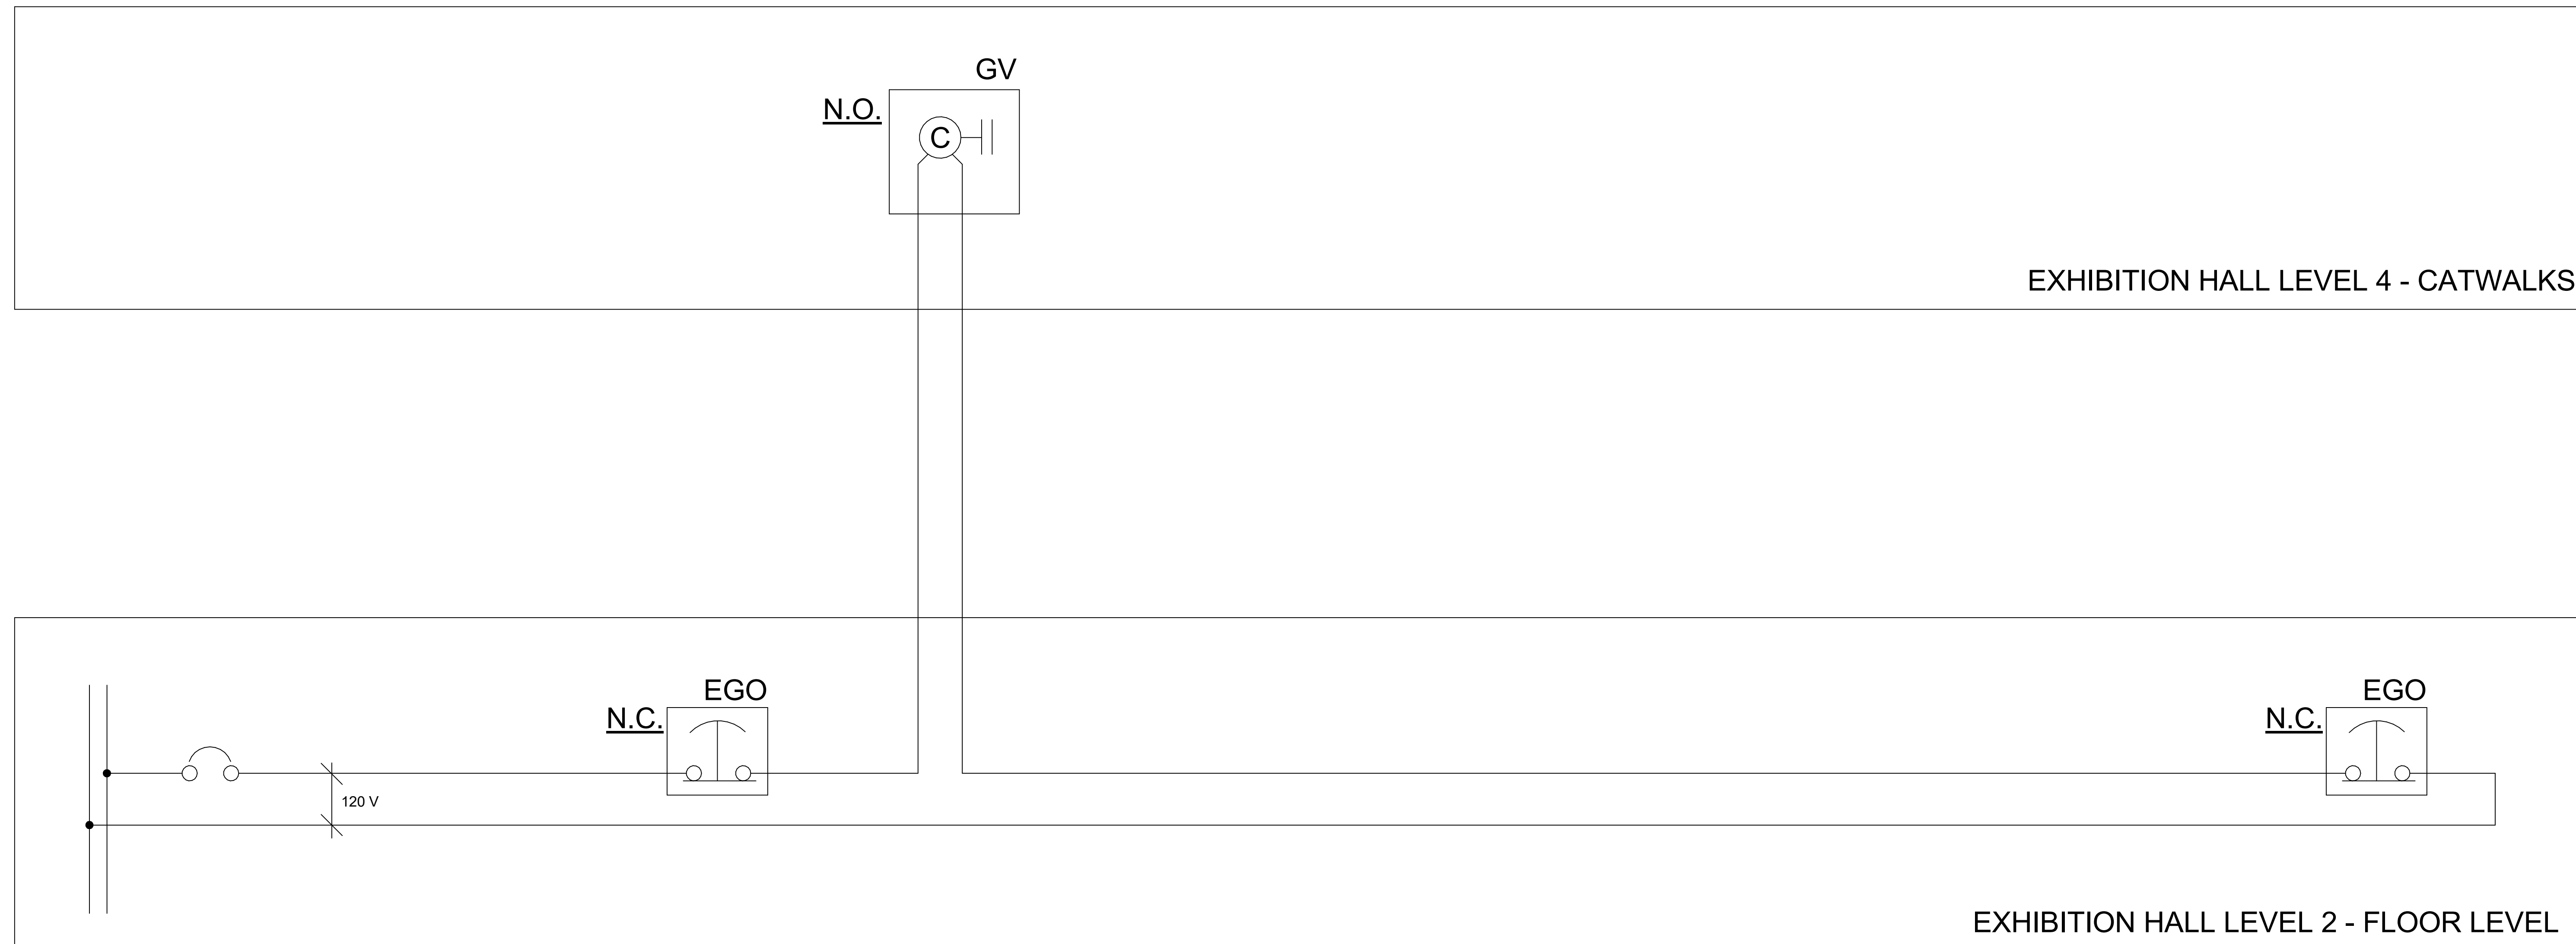 GV
N.O.
C
EXHIBITION HALL LEVEL 4 - CATWALKS
EGO
N.C.
EGO
N.C.
120 V
EXHIBITION HALL LEVEL 2 - FLOOR LEVEL